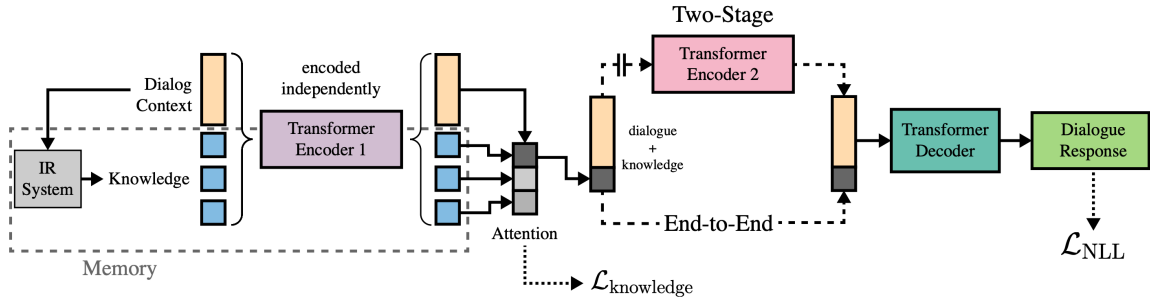 Two-Stage
Dialog
Context
encoded
independently
Transformer
Encoder 1
Transformer
Encoder 2
dialogue
+
knowledge
Transformer
Decoder
Dialogue
Response
IR
System
Knowledge
Attention
End-to-End
Memory
ℒknowledge
ℒNLL